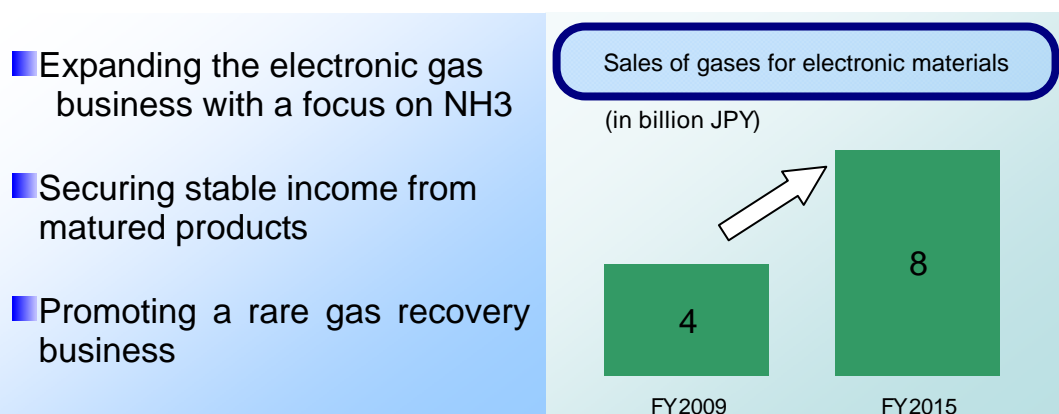 Expanding the electronic gas
business with a focus on NH3
Securing stable income from
matured products
Promoting a rare gas recovery
business
Sales of gases for electronic materials
(in billion JPY)
4
8
FY2009
FY2015